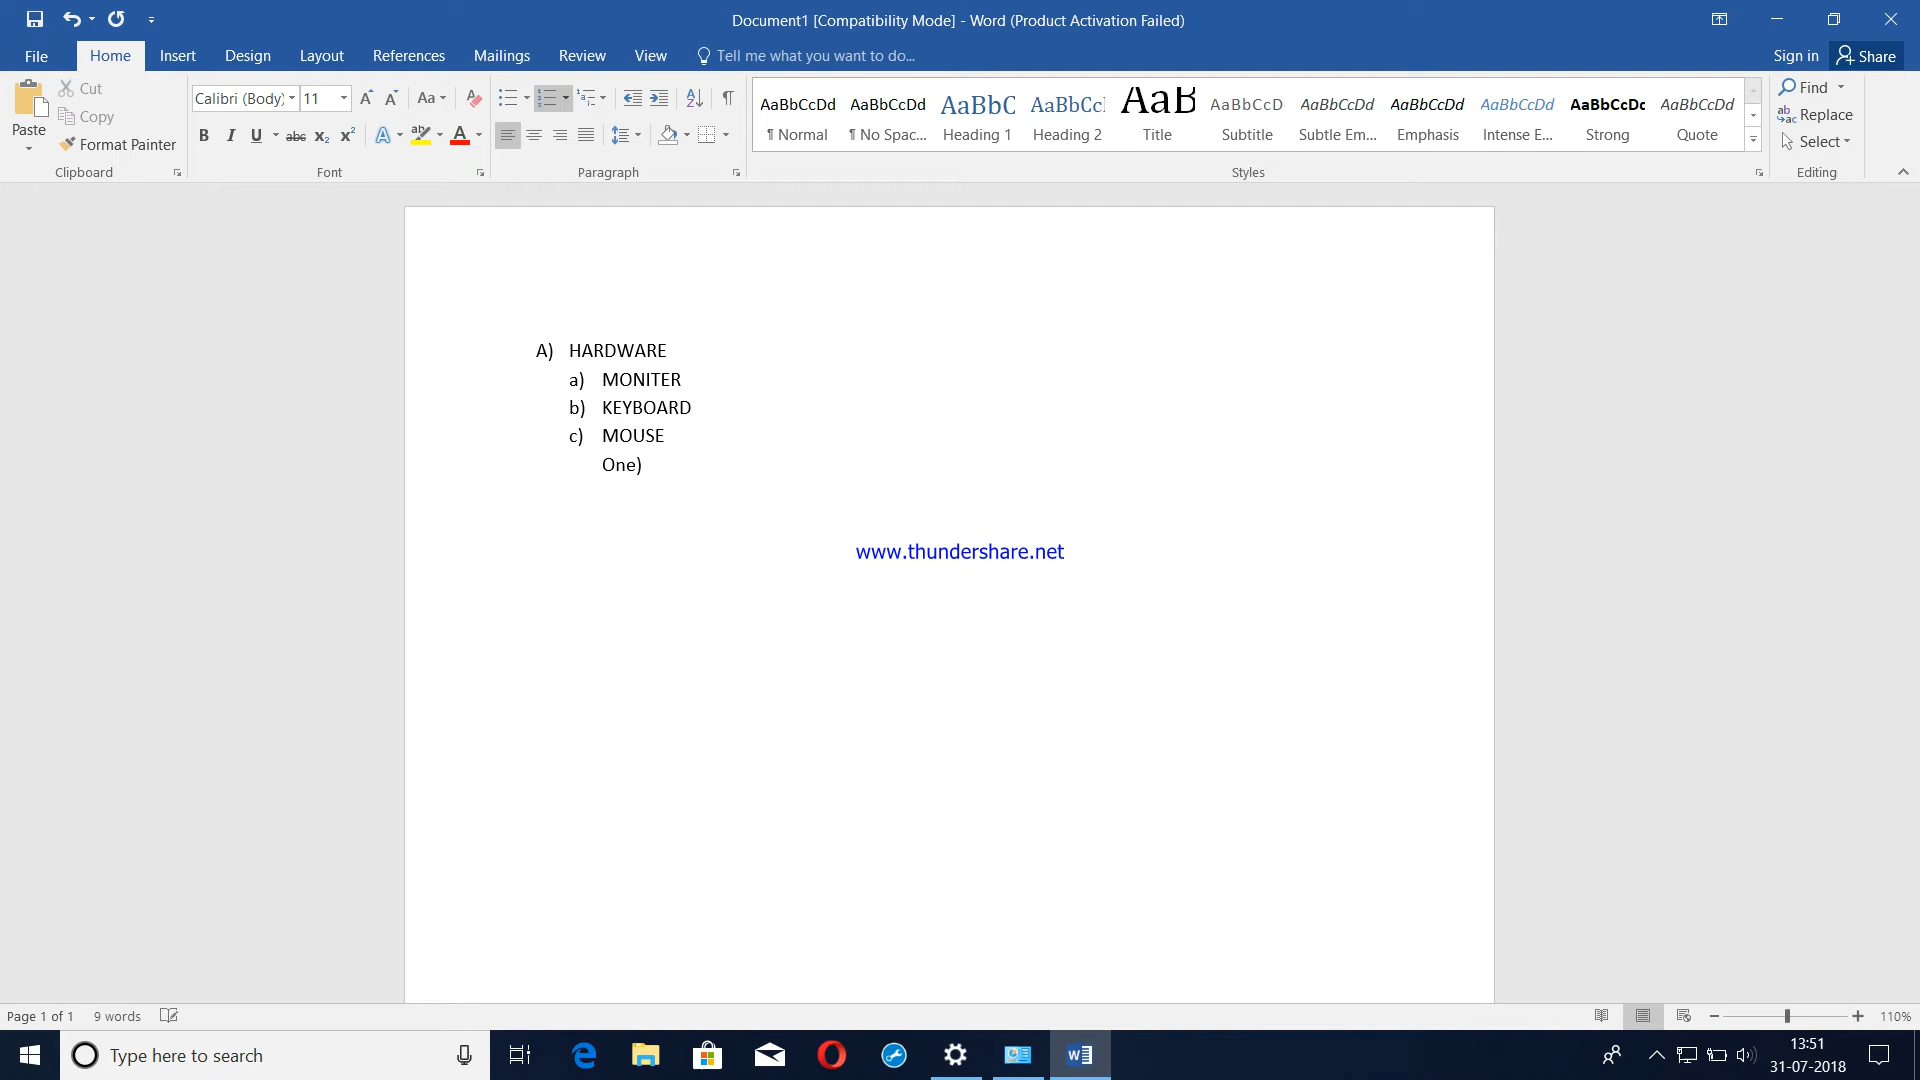 Document1 [Compatibility Mode] - Word (Product Activation Failed)
File Home Insert Design Layout References Mailings Review View Tell me what you want to do... Sign in Share
Paste
Cut
Copy
Format Painter
Clipboard
Calibri (Body) 11
Font
Paragraph
AaBbCcDd AaBbCcDd AaBbC AaBbCc AaB AaBbCcD AaBbCcDd AaBbCcDd AaBbCcDd AaBbCcDc AaBbCcDd
¶ Normal ¶ No Spac... Heading 1 Heading 2 Title Subtitle Subtle Em... Emphasis Intense E... Strong Quote
Styles
Find
Replace
Select
Editing
A) HARDWARE
a) MONITER
b) KEYBOARD
c) MOUSE
One)
www.thundershare.net
Page 1 of 1 9 words 110%
Type here to search
13:51
31-07-2018